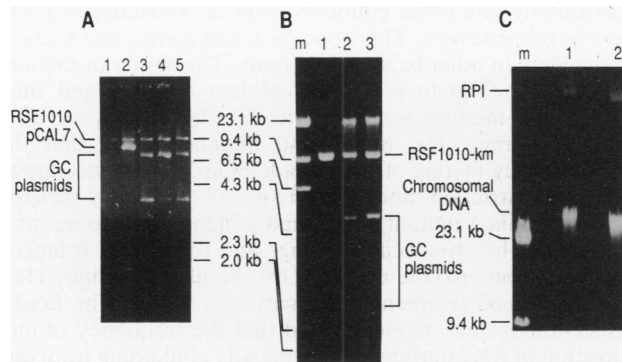 A B C
1 2 3 4 5
m 1 2 3
m 1 2
RSF1010
pCAL7
GC
plasmids
23.1 kb
9.4 kb
6.5 kb
4.3 kb
2.3 kb
2.0 kb
RSF1010-km
GC
plasmids
RPI
Chromosomal
DNA
23.1 kb
9.4 kb